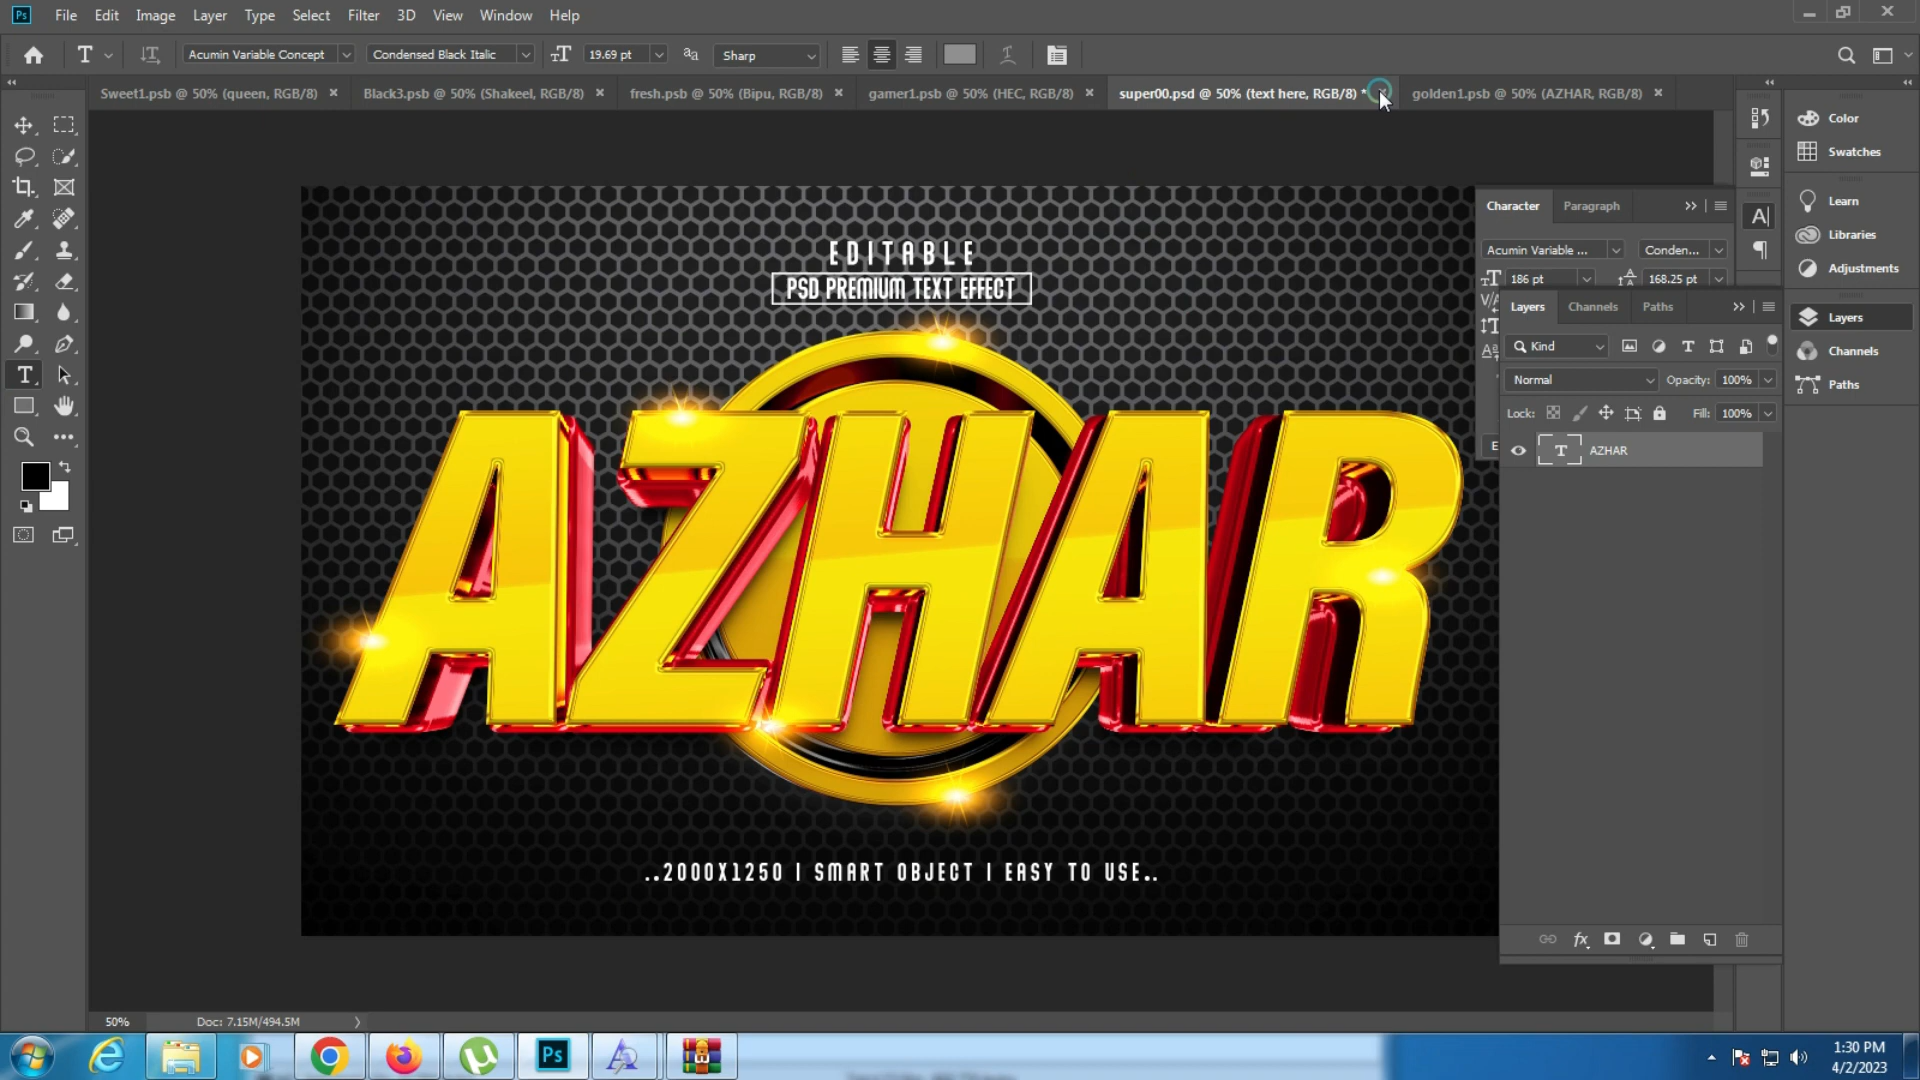 Ps File Edit Image Layer Type Select Filter 3D View Window Help
T Acumin Variable Concept Condensed Black Italic 19.69 pt aa Sharp
Sweet1.psb @ 50% (queen, RGB/8) × Black3.psb @ 50% (Shakeel, RGB/8) × fresh.psb @ 50% (Bipu, RGB/8) × gamer1.psb @ 50% (HEC, RGB/8) × super00.psd @ 50% (text here, RGB/8) * golden1.psb @ 50% (AZHAR, RGB/8) ×
Color
Swatches
Learn
Libraries
Adjustments
Layers
Channels
Paths
Character Paragraph
Acumin Variable ... Conden...
186 pt 168.25 pt
Layers Channels Paths
Kind
Normal Opacity: 100%
Lock: Fill: 100%
T AZHAR
EDITABLE
PSD PREMIUM TEXT EFFECT
AZHAR
..2000X1250 | SMART OBJECT | EASY TO USE..
50% Doc: 7.15M/494.5M
Ps
1:30 PM
4/2/2023